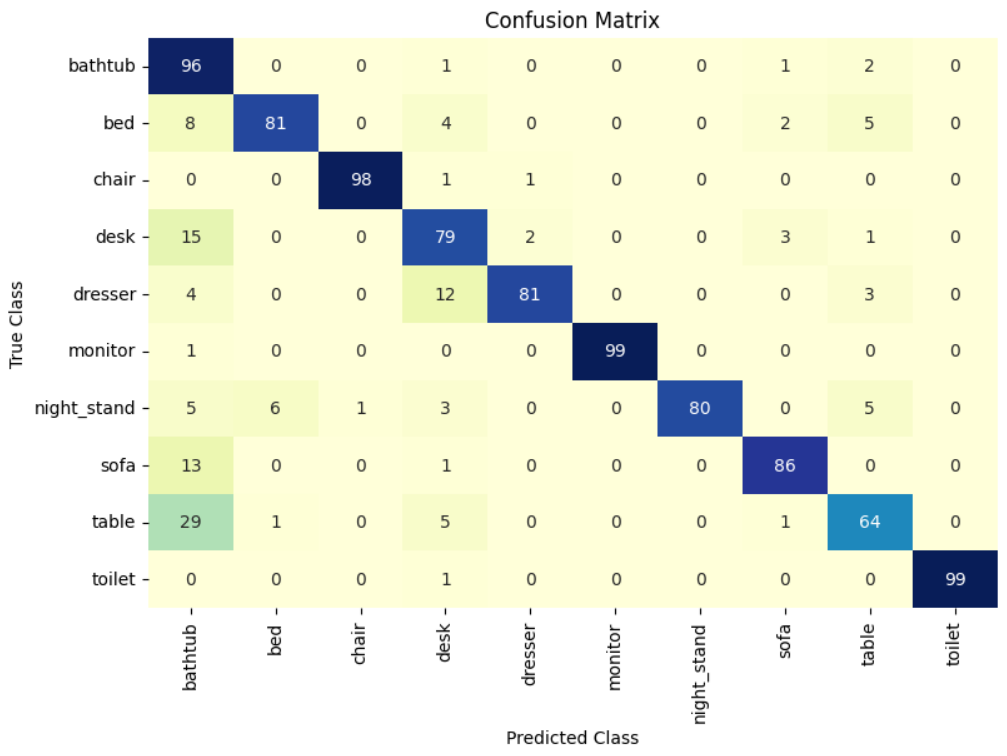 Confusion Matrix
True Class
bathtub 96 0 0 1 0 0 0 1 2 0
bed 8 81 0 4 0 0 0 2 5 0
chair 0 0 98 1 1 0 0 0 0 0
desk 15 0 0 79 2 0 0 3 1 0
dresser 4 0 0 12 81 0 0 0 3 0
monitor 1 0 0 0 0 99 0 0 0 0
night_stand 5 6 1 3 0 0 80 0 5 0
sofa 13 0 0 1 0 0 0 86 0 0
table 29 1 0 5 0 0 0 1 64 0
toilet 0 0 0 1 0 0 0 0 0 99
bathtub bed chair desk dresser monitor night_stand sofa table toilet
Predicted Class